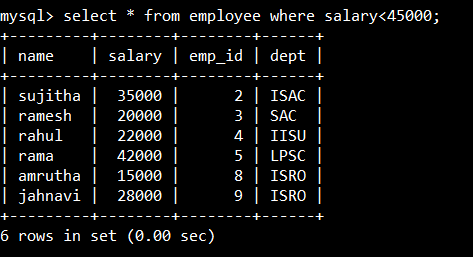 mysql> select * from employee where salary<45000;
+---------+--------+--------+------+
| name    | salary | emp_id | dept |
+---------+--------+--------+------+
| sujitha |  35000 |      2 | ISAC |
| ramesh  |  20000 |      3 | SAC  |
| rahul   |  22000 |      4 | IISU |
| rama    |  42000 |      5 | LPSC |
| amrutha |  15000 |      8 | ISRO |
| jahnavi |  28000 |      9 | ISRO |
+---------+--------+--------+------+
6 rows in set (0.00 sec)